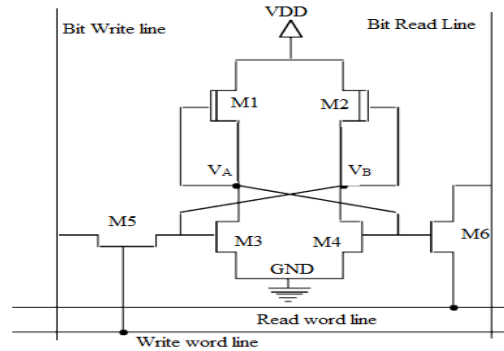 VDD
Bit Write line
Bit Read Line
M1
M2
VA
VB
M5
M3
M4
M6
GND
Read word line
Write word line